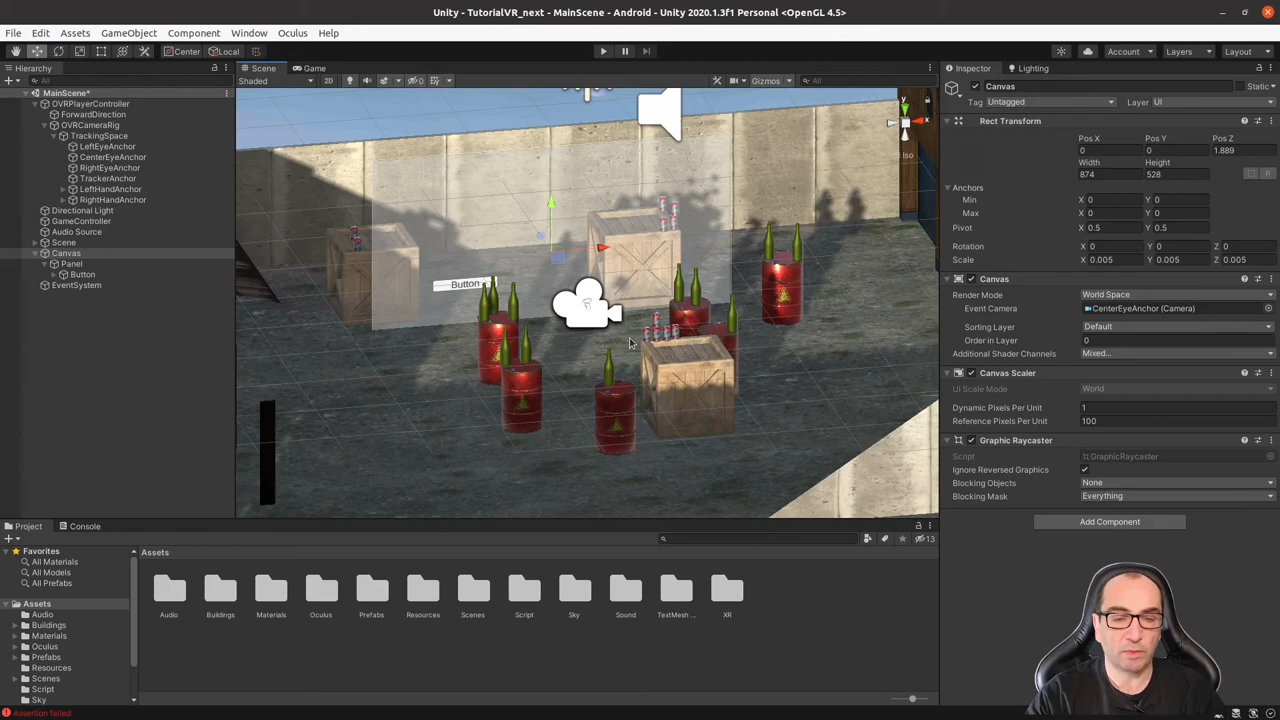 Unity - TutorialVR_next - MainScene - Android - Unity 2020.1.3f1 Personal <OpenGL 4.5>
File Edit Assets GameObject Component Window Oculus Help
Center Local Account Layers Layout
Hierarchy
All
MainScene*
OVRPlayerController
ForwardDirection
OVRCameraRig
TrackingSpace
LeftEyeAnchor
CenterEyeAnchor
RightEyeAnchor
TrackerAnchor
LeftHandAnchor
RightHandAnchor
Directional Light
GameController
Audio Source
Scene
Canvas
Panel
Button
EventSystem
Scene Game
Shaded 2D 0 Gizmos All
y
x
Iso
Button
Inspector Lighting
Canvas Static
Tag Untagged Layer UI
Rect Transform
Pos X Pos Y Pos Z
0 0 1.889
Width Height
874 528
R
Anchors
Min X 0 Y 0
Max X 0 Y 0
Pivot X 0.5 Y 0.5
Rotation X 0 Y 0 Z 0
Scale X 0.005 Y 0.005 Z 0.005
Canvas
Render Mode World Space
Event Camera CenterEyeAnchor (Camera)
Sorting Layer Default
Order in Layer 0
Additional Shader Channels Mixed...
Canvas Scaler
UI Scale Mode World
Dynamic Pixels Per Unit 1
Reference Pixels Per Unit 100
Graphic Raycaster
Script GraphicRaycaster
Ignore Reversed Graphics
Blocking Objects None
Blocking Mask Everything
Add Component
Project Console
13
Favorites
All Materials
All Models
All Prefabs
Assets
Audio
Buildings
Materials
Oculus
Prefabs
Resources
Scenes
Script
Sky
Assets
Audio Buildings Materials Oculus Prefabs Resources Scenes Script Sky Sound TextMesh ... XR
Assertion failed